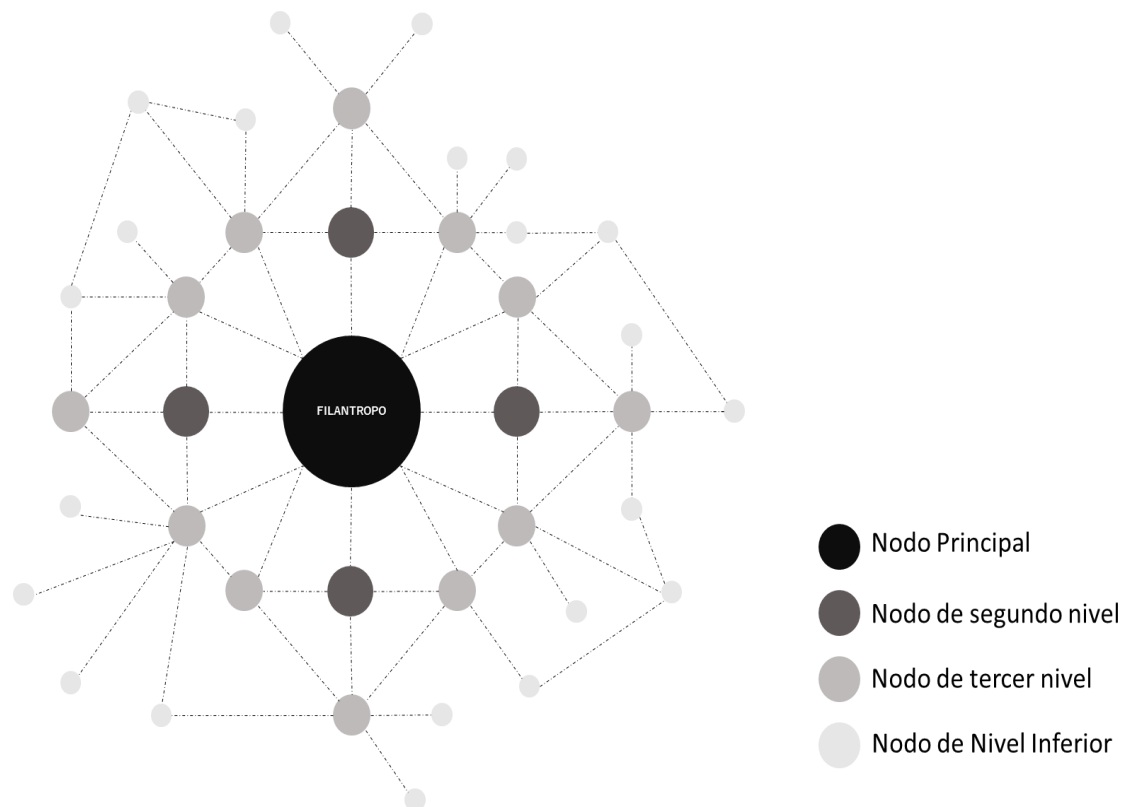 FILANTROPO
Nodo Principal
Nodo de segundo nivel
Nodo de tercer nivel
Nodo de Nivel Inferior